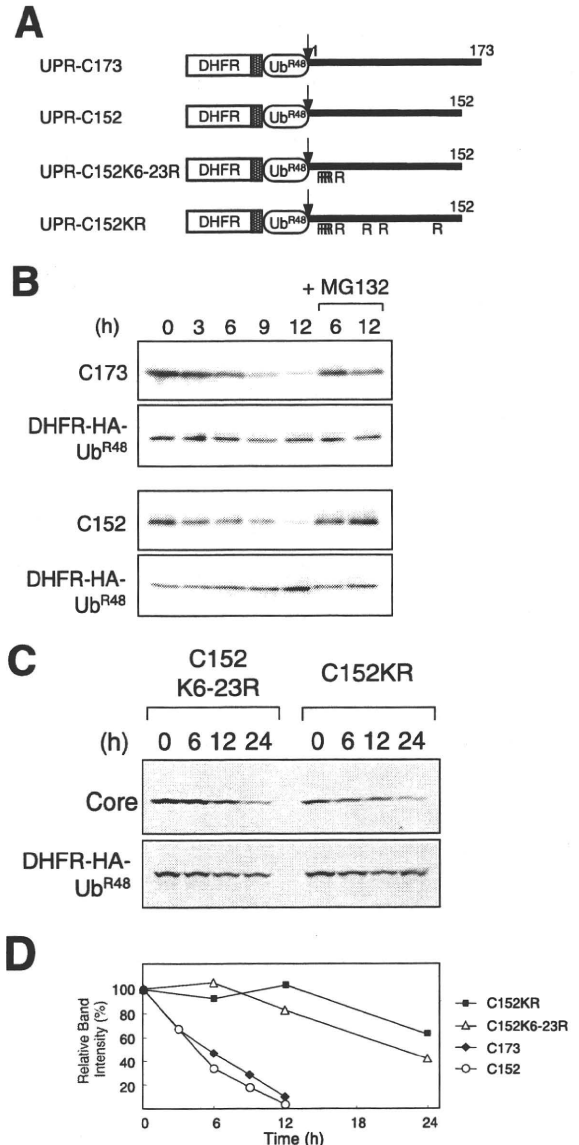 A
UPR-C173 DHFR Ub^R48 1 173
UPR-C152 DHFR Ub^R48 152
UPR-C152K6-23R DHFR Ub^R48 152
R
UPR-C152KR DHFR Ub^R48 152
R R R R
B
+ MG132
(h) 0 3 6 9 12 6 12
C173
DHFR-HA-
Ub^R48
C152
DHFR-HA-
Ub^R48
C
C152
K6-23R
C152KR
(h) 0 6 12 24 0 6 12 24
Core
DHFR-HA-
Ub^R48
D
Relative Band
Intensity (%)
100
80
60
40
20
0 6 12 18 24
Time (h)
C152KR
C152K6-23R
C173
C152